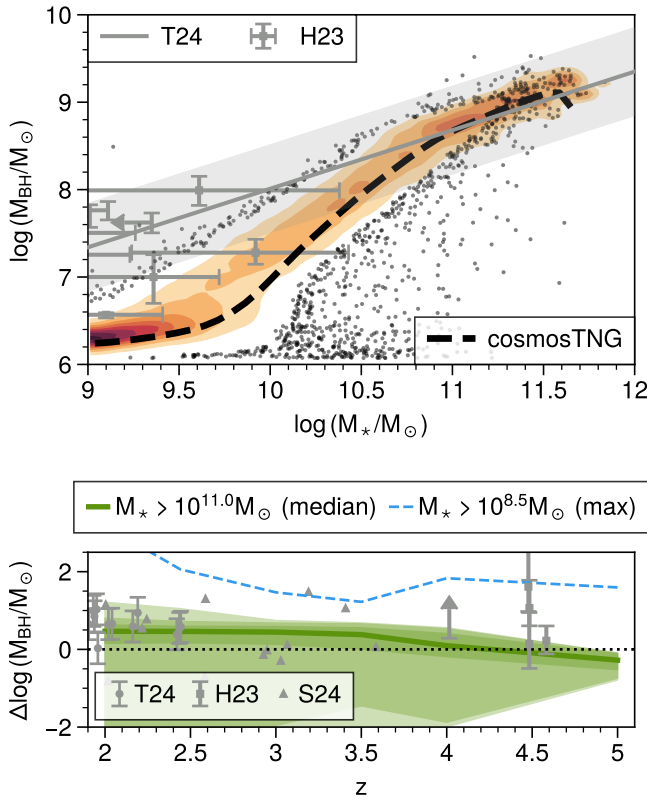 T24 H23
10
9
8
7
6
log (M_BH/M_⊙)
cosmosTNG
9 9.5 10 10.5 11 11.5 12
log (M_⋆/M_⊙)
M_⋆ > 10^11.0 M_⊙ (median) M_⋆ > 10^8.5 M_⊙ (max)
2
0
−2
Δlog (M_BH/M_⊙)
T24 H23 S24
2 2.5 3 3.5 4 4.5 5
z